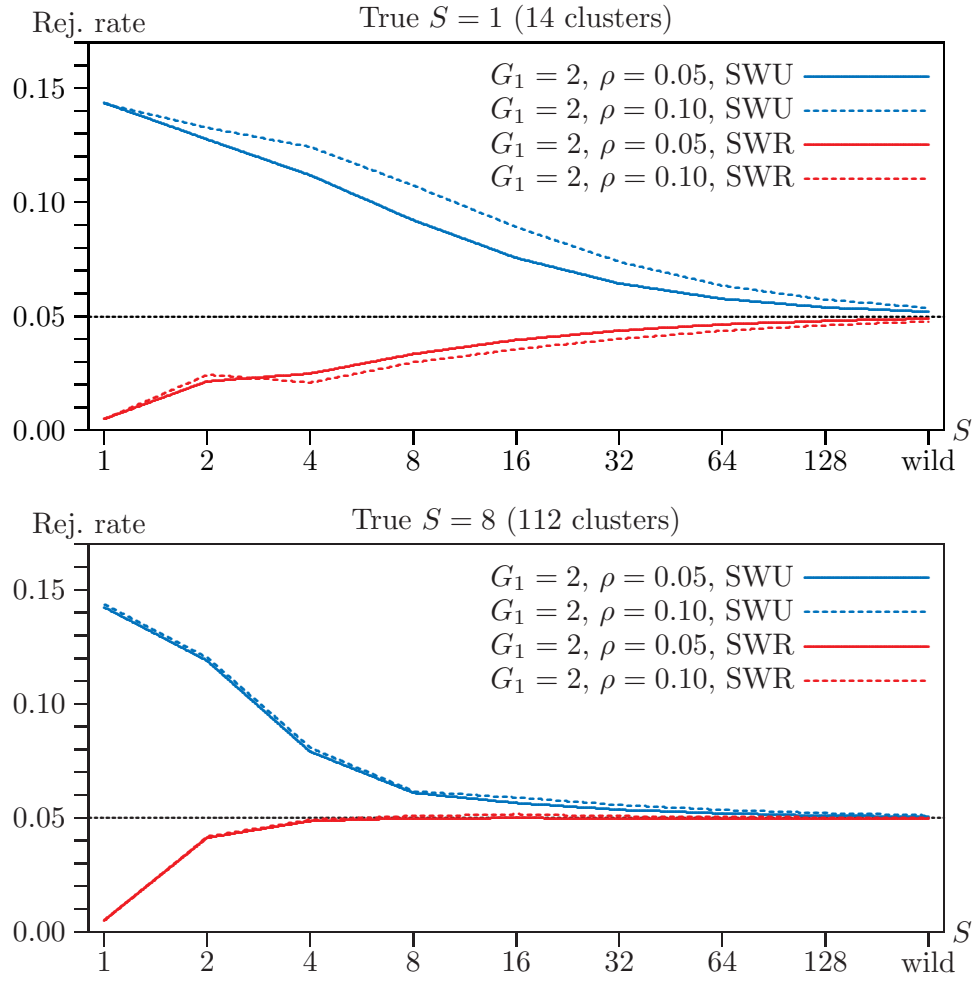 Rej. rate
True S = 1 (14 clusters)
G₁ = 2, ρ = 0.05, SWU
G₁ = 2, ρ = 0.10, SWU
G₁ = 2, ρ = 0.05, SWR
G₁ = 2, ρ = 0.10, SWR
0.15
0.10
0.05
0.00
S
1 2 4 8 16 32 64 128 wild
Rej. rate
True S = 8 (112 clusters)
G₁ = 2, ρ = 0.05, SWU
G₁ = 2, ρ = 0.10, SWU
G₁ = 2, ρ = 0.05, SWR
G₁ = 2, ρ = 0.10, SWR
0.15
0.10
0.05
0.00
S
1 2 4 8 16 32 64 128 wild